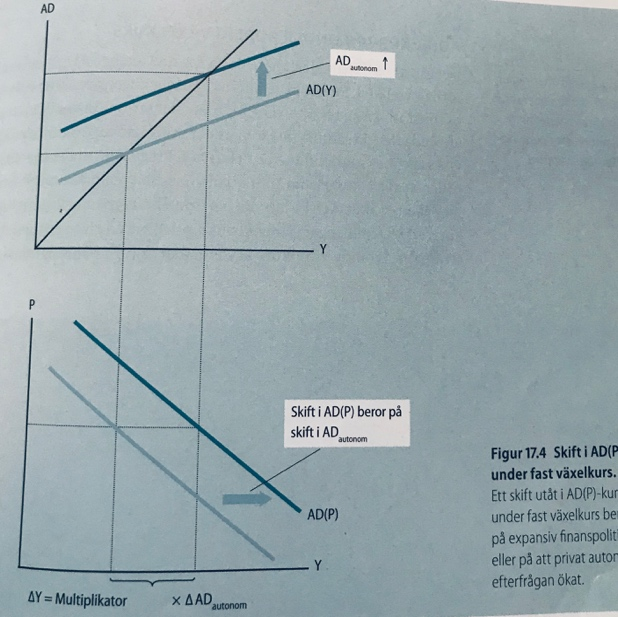 AD
AD autonom ↑
AD(Y)
Y
P
Skift i AD(P) beror på
skift i AD autonom
AD(P)
Y
ΔY = Multiplikator × ΔAD autonom
Figur 17.4 Skift i AD(P
under fast växelkurs.
Ett skift utåt i AD(P)-kur
under fast växelkurs be
på expansiv finanspolit
eller på att privat auton
efterfrågan ökat.